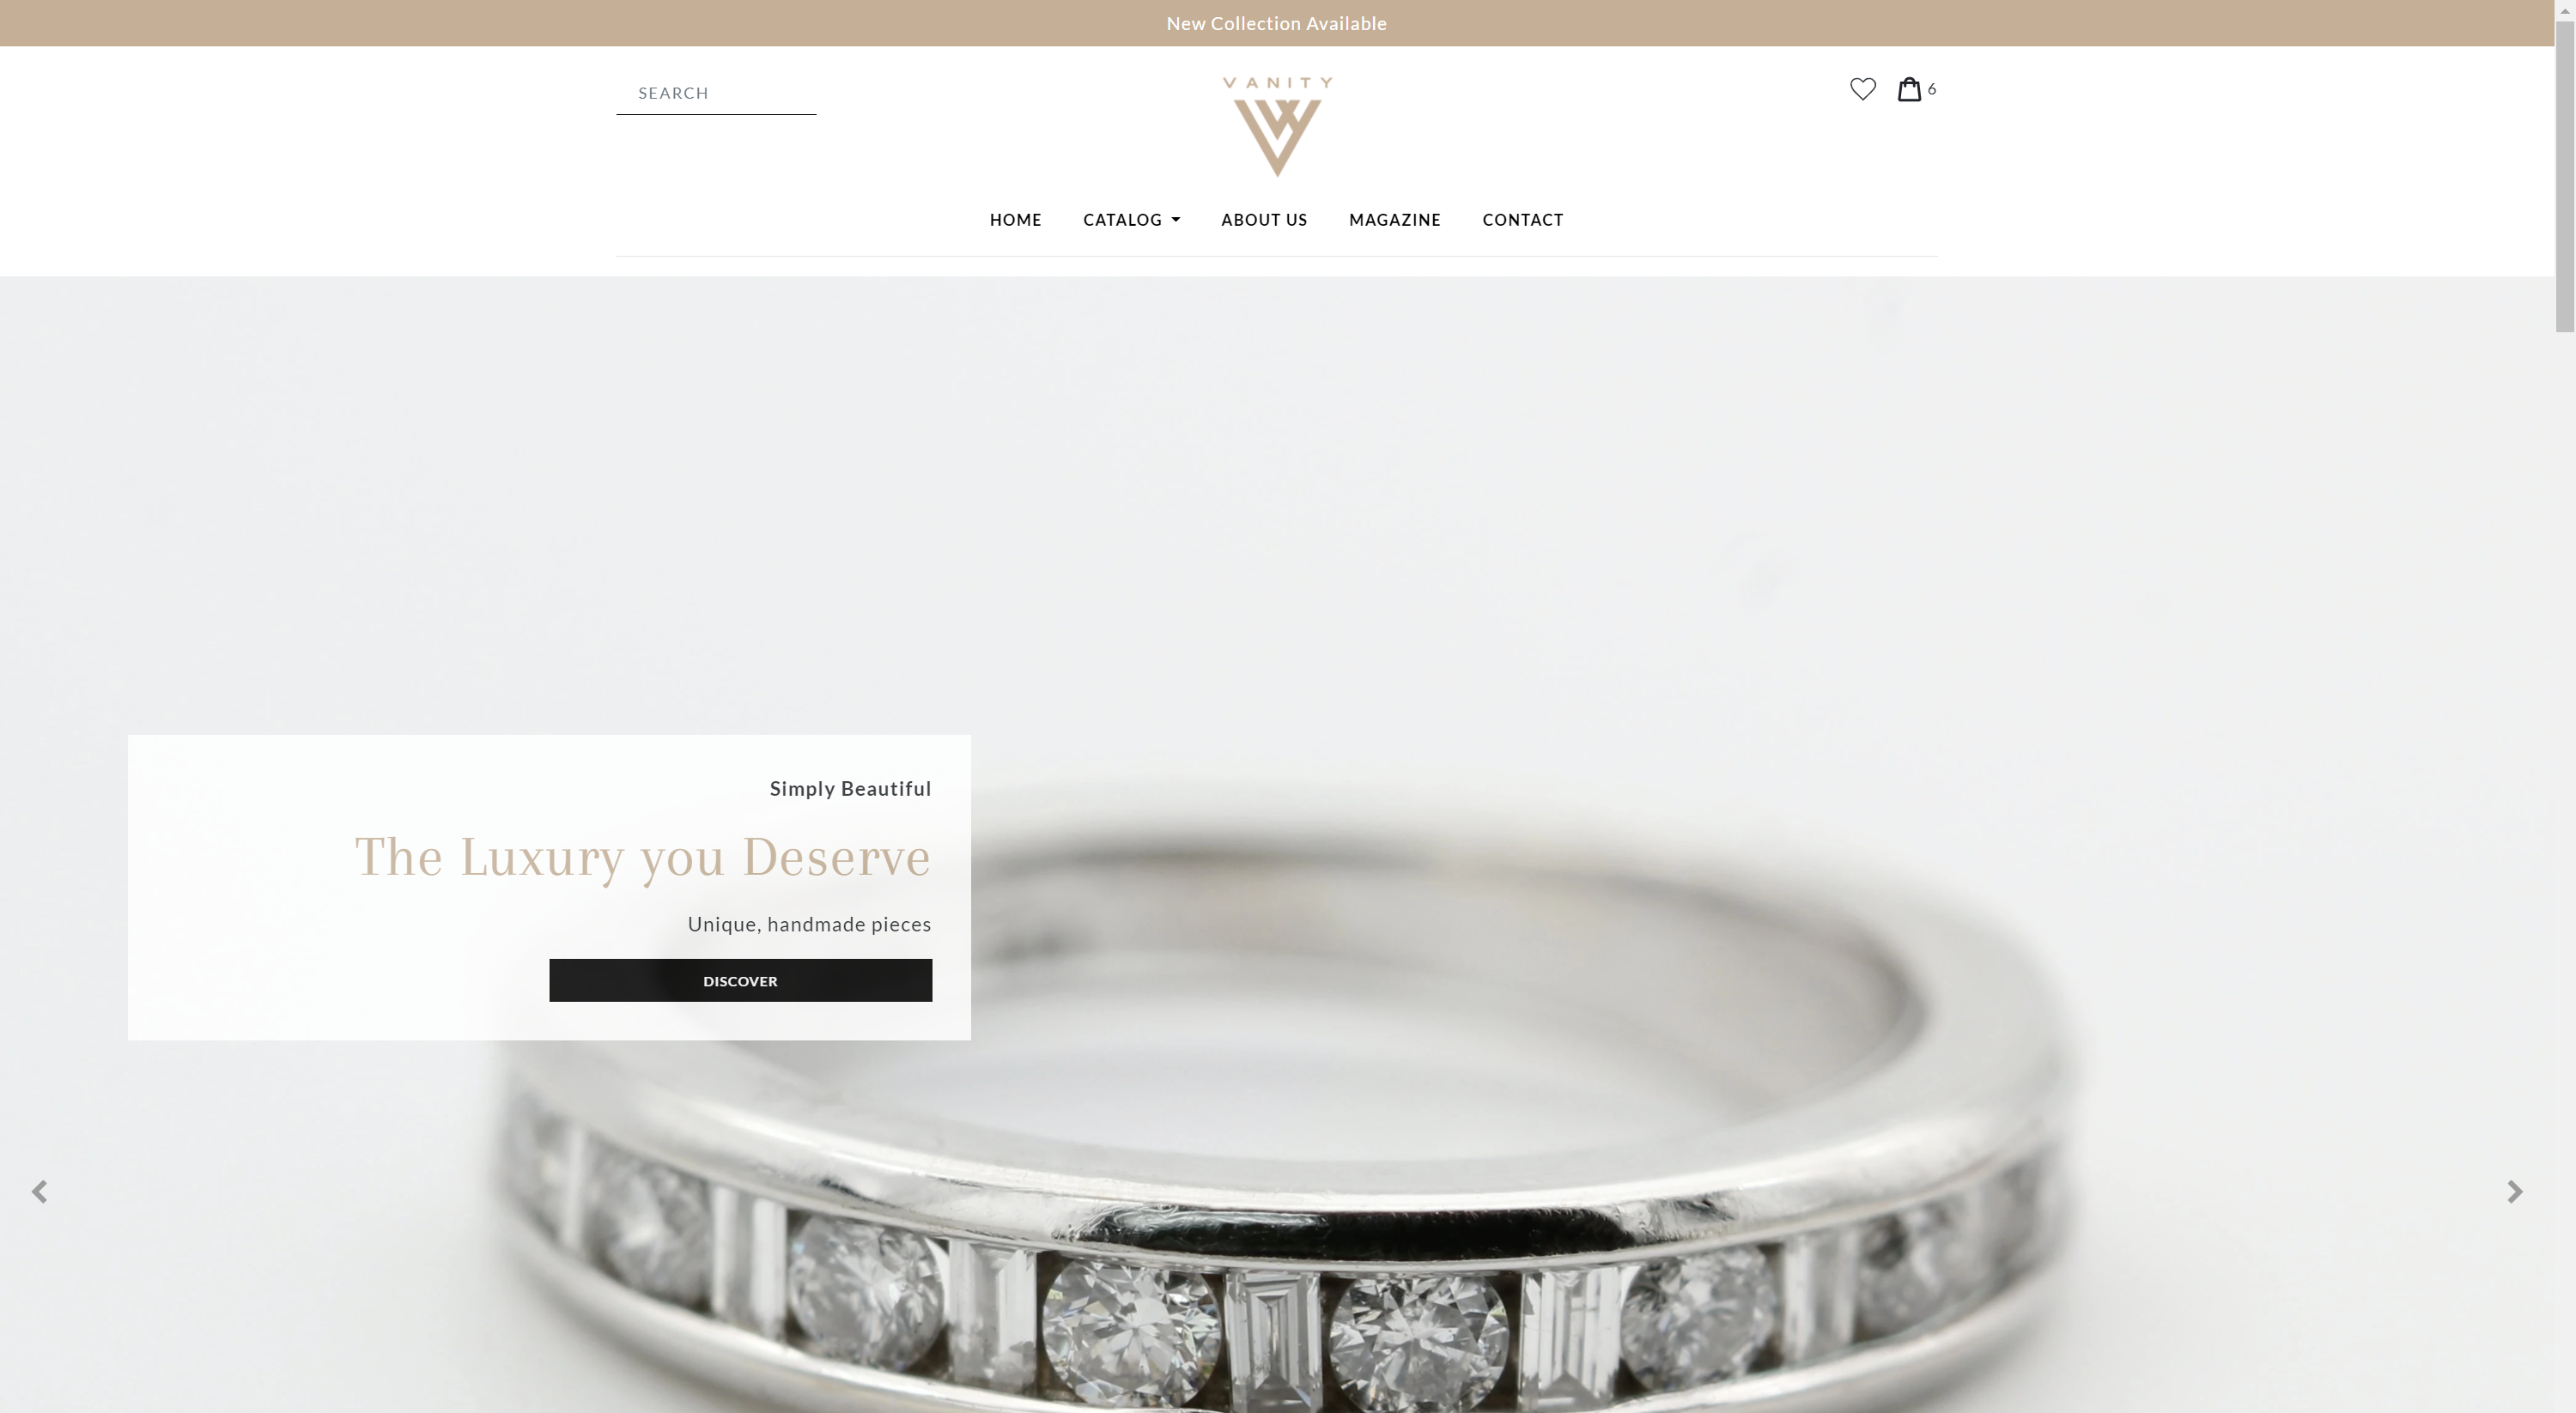 New Collection Available
SEARCH
VANITY
6
HOME CATALOG ABOUT US MAGAZINE CONTACT
Simply Beautiful
The Luxury you Deserve
Unique, handmade pieces
DISCOVER